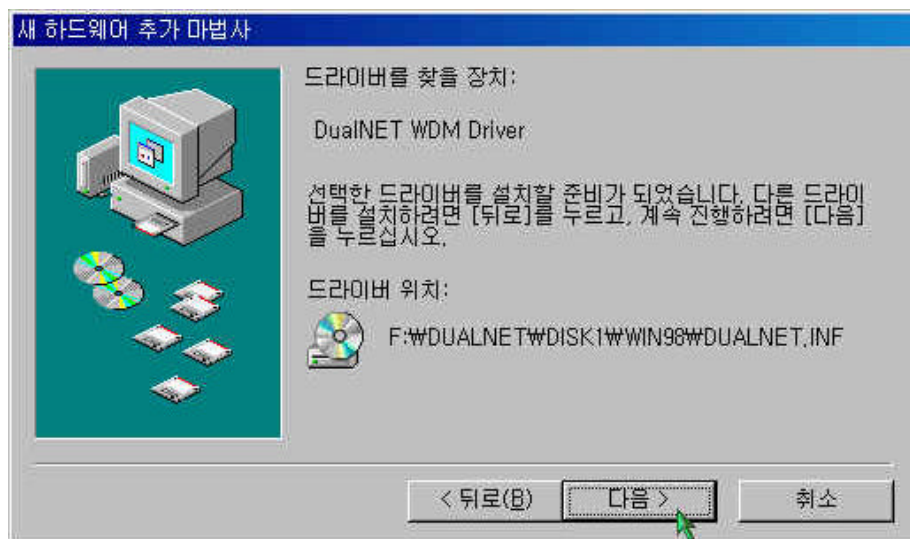 새 하드웨어 추가 마법사
드라이버를 찾을 장치:
DualNET WDM Driver
선택한 드라이버를 설치할 준비가 되었습니다. 다른 드라이
버를 설치하려면 [뒤로]를 누르고, 계속 진행하려면 [다음]
을 누르십시오.
드라이버 위치:
F:₩DUALNET₩DISK1₩WIN98₩DUALNET.INF
< 뒤로(B) 다음 > 취소